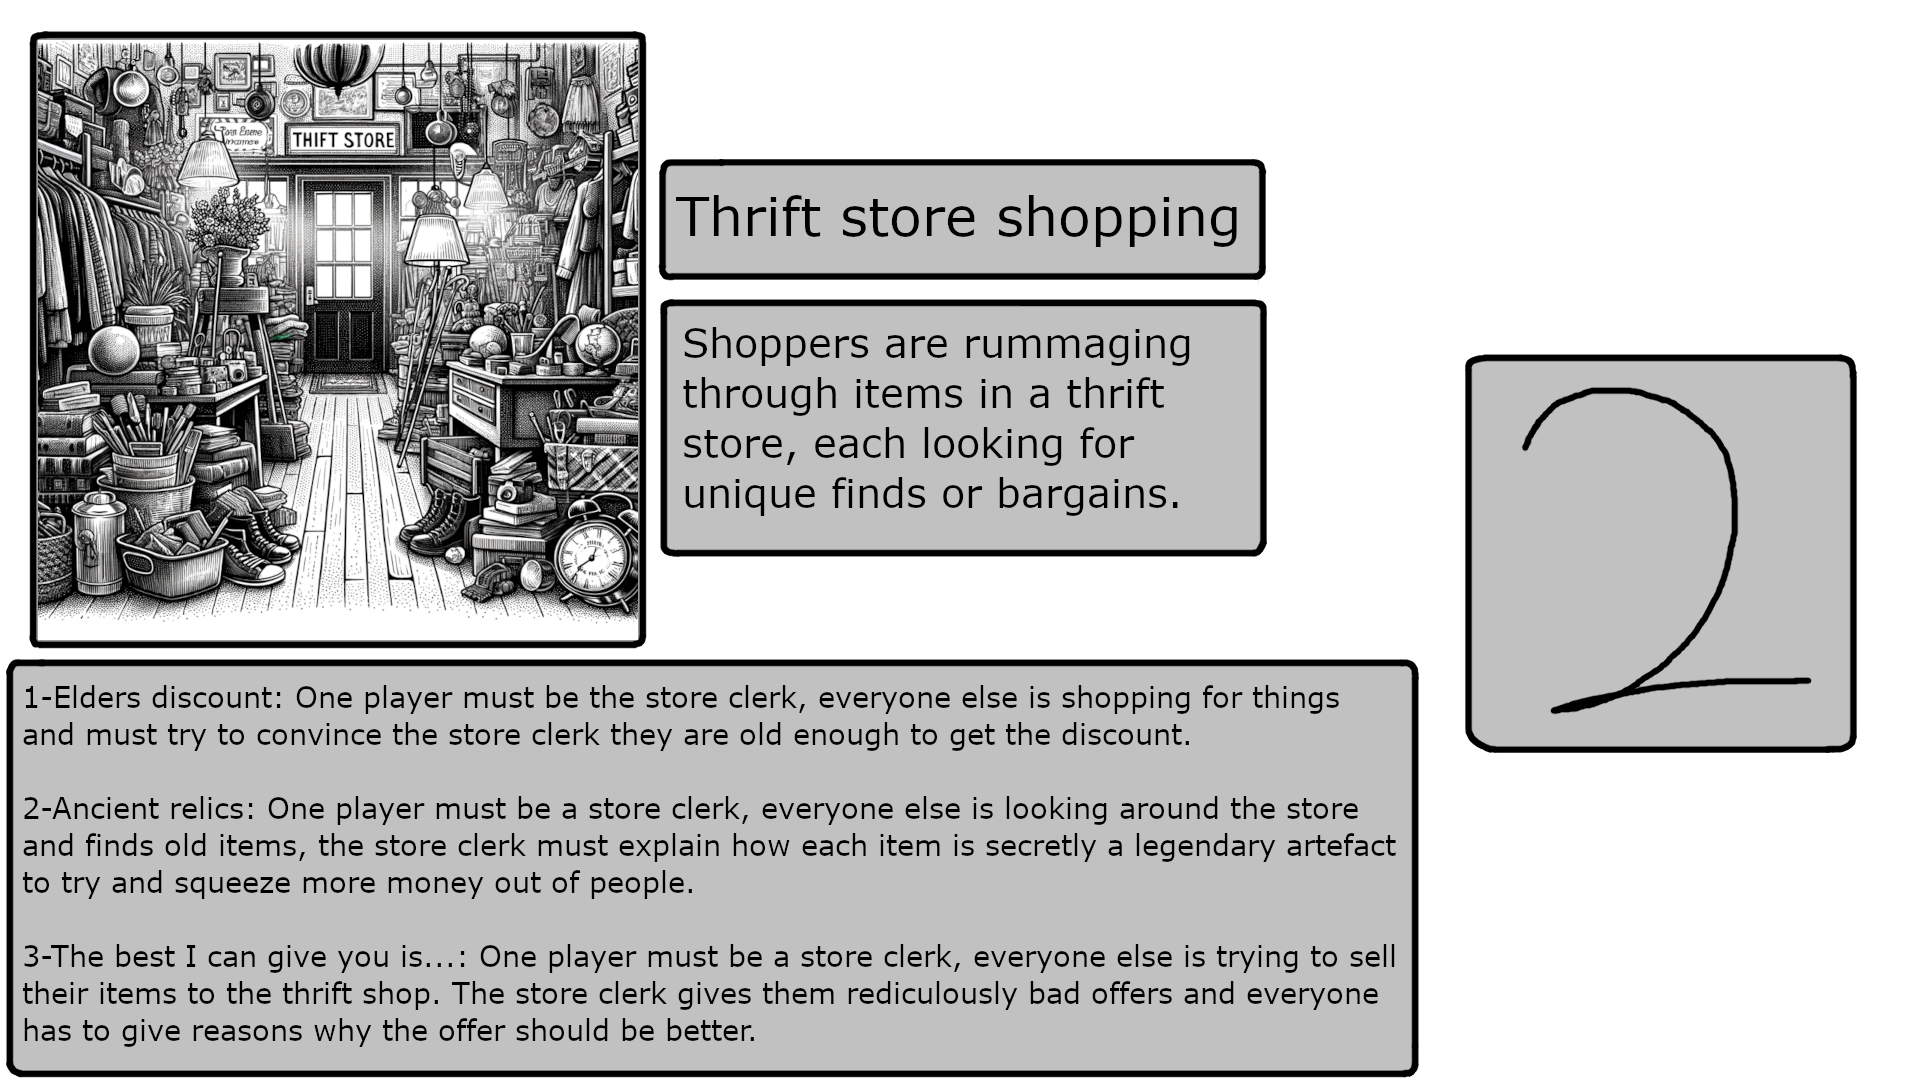 THIFT STORE
Thrift store shopping
Shoppers are rummaging
through items in a thrift
store, each looking for
unique finds or bargains.
2
1-Elders discount: One player must be the store clerk, everyone else is shopping for things
and must try to convince the store clerk they are old enough to get the discount.
2-Ancient relics: One player must be a store clerk, everyone else is looking around the store
and finds old items, the store clerk must explain how each item is secretly a legendary artefact
to try and squeeze more money out of people.
3-The best I can give you is...: One player must be a store clerk, everyone else is trying to sell
their items to the thrift shop. The store clerk gives them rediculously bad offers and everyone
has to give reasons why the offer should be better.